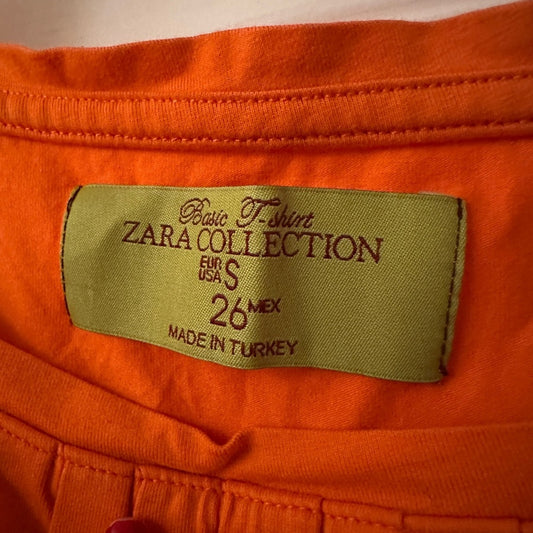 Basic T-shirt
ZARA COLLECTION
EUR USA S
26 MEX
MADE IN TURKEY